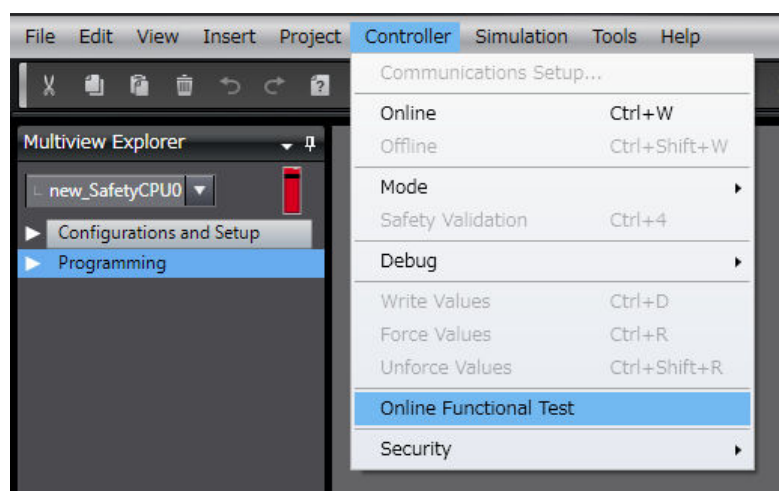 File Edit View Insert Project Controller Simulation Tools Help
Communications Setup...
Online Ctrl+W
Offline Ctrl+Shift+W
Mode
Safety Validation Ctrl+4
Debug
Write Values Ctrl+D
Force Values Ctrl+R
Unforce Values Ctrl+Shift+R
Online Functional Test
Security
Multiview Explorer
new_SafetyCPU0
Configurations and Setup
Programming